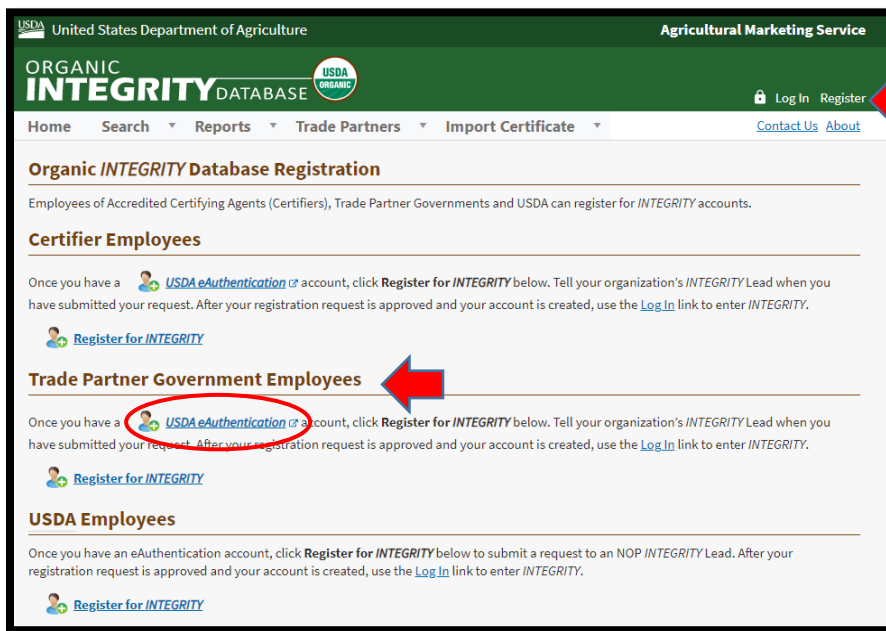 USDA United States Department of Agriculture
Agricultural Marketing Service
ORGANIC
INTEGRITY DATABASE
USDA
ORGANIC
Log In Register
Home Search Reports Trade Partners Import Certificate
Contact Us About
Organic INTEGRITY Database Registration
Employees of Accredited Certifying Agents (Certifiers), Trade Partner Governments and USDA can register for INTEGRITY accounts.
Certifier Employees
Once you have a USDA eAuthentication account, click Register for INTEGRITY below. Tell your organization's INTEGRITY Lead when you
have submitted your request. After your registration request is approved and your account is created, use the Log In link to enter INTEGRITY.
Register for INTEGRITY
Trade Partner Government Employees
Once you have a USDA eAuthentication account, click Register for INTEGRITY below. Tell your organization's INTEGRITY Lead when you
have submitted your request. After your registration request is approved and your account is created, use the Log In link to enter INTEGRITY.
Register for INTEGRITY
USDA Employees
Once you have an eAuthentication account, click Register for INTEGRITY below to submit a request to an NOP INTEGRITY Lead. After your
registration request is approved and your account is created, use the Log In link to enter INTEGRITY.
Register for INTEGRITY